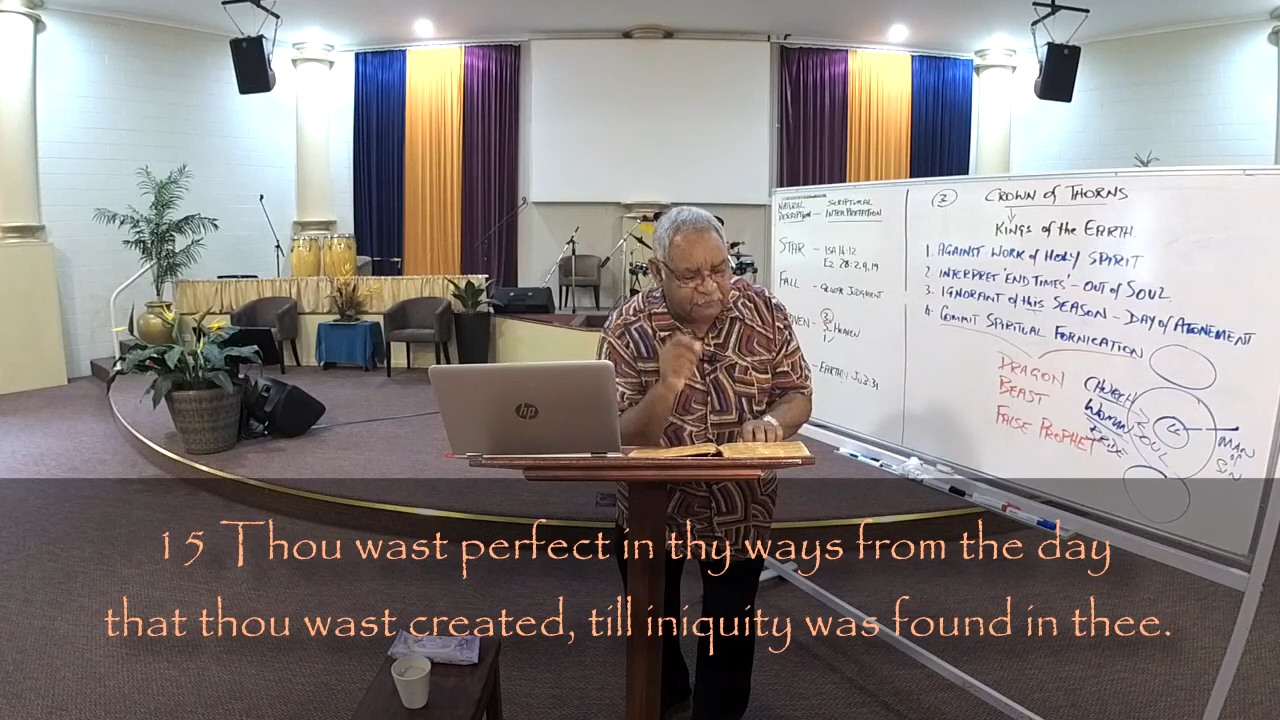 NATURAL DESCRIPTION — SCRIPTURAL INTERPRETATION
STAR — ISA 14:12
EZ 28:2,9,19
FALL —
JUDGMENT
HEAVEN
- EARTH
② CROWN OF THORNS
KINGS of the EARTH.
1. AGAINST WORK of HOLY SPIRIT
2. INTERPRET 'END TIMES' – OUT OF SOUL
3. IGNORANT of this SEASON – DAY of ATONEMENT
4. COMMIT SPIRITUAL FORNICATION
DRAGON
BEAST
FALSE PROPHET
CHURCH
WOMAN
BRIDE
SOUL
MAN
OF
SIN
hp
15 Thou wast perfect in thy ways from the day
that thou wast created, till iniquity was found in thee.